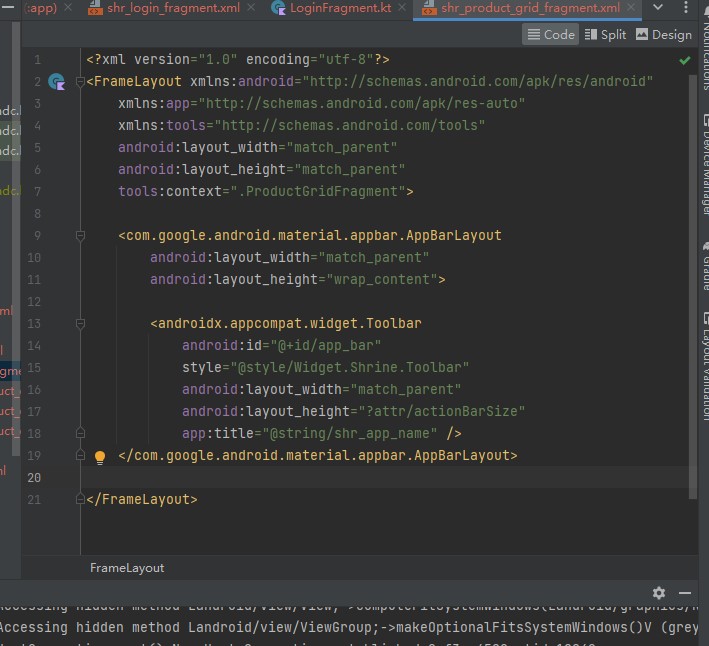 :app)
shr_login_fragment.xml
LoginFragment.kt
shr_product_grid_fragment.xml
Code
Split
Design
1 <?xml version="1.0" encoding="utf-8"?>
2 <FrameLayout xmlns:android="http://schemas.android.com/apk/res/android"
3 xmlns:app="http://schemas.android.com/apk/res-auto"
4 xmlns:tools="http://schemas.android.com/tools"
5 android:layout_width="match_parent"
6 android:layout_height="match_parent"
7 tools:context=".ProductGridFragment">
8
9 <com.google.android.material.appbar.AppBarLayout
10 android:layout_width="match_parent"
11 android:layout_height="wrap_content">
12
13 <androidx.appcompat.widget.Toolbar
14 android:id="@+id/app_bar"
15 style="@style/Widget.Shrine.Toolbar"
16 android:layout_width="match_parent"
17 android:layout_height="?attr/actionBarSize"
18 app:title="@string/shr_app_name" />
19 </com.google.android.material.appbar.AppBarLayout>
20
21 </FrameLayout>
FrameLayout
Accessing hidden method Landroid/view/View;->computeFitSystemWindows(Landroid/graphics/
Accessing hidden method Landroid/view/ViewGroup;->makeOptionalFitsSystemWindows()V (grey
Notifications
Device Manager
Gradle
Layout Validation